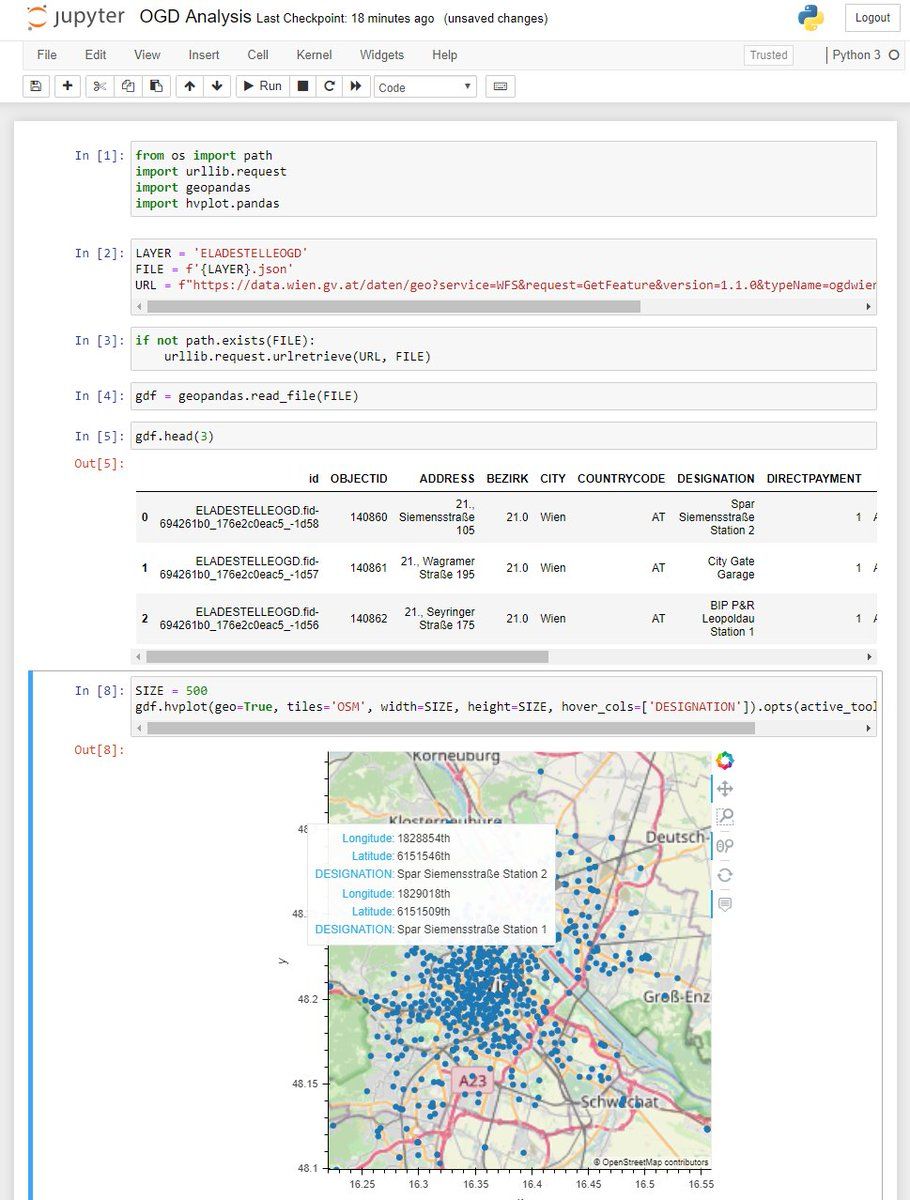 jupyter OGD Analysis Last Checkpoint: 18 minutes ago (unsaved changes)
Logout
File Edit View Insert Cell Kernel Widgets Help
Trusted
Python 3
Run
Code
In [1]:
from os import path
import urllib.request
import geopandas
import hvplot.pandas
In [2]:
LAYER = 'ELADESTELLEOGD'
FILE = f'{LAYER}.json'
URL = f"https://data.wien.gv.at/daten/geo?service=WFS&request=GetFeature&version=1.1.0&typeName=ogdwien
In [3]:
if not path.exists(FILE):
    urllib.request.urlretrieve(URL, FILE)
In [4]:
gdf = geopandas.read_file(FILE)
In [5]:
gdf.head(3)
Out[5]:
id OBJECTID ADDRESS BEZIRK CITY COUNTRYCODE DESIGNATION DIRECTPAYMENT
0 ELADESTELLEOGD.fid-
694261b0_176e2c0eac5_-1d58
140860
21.,
Siemensstraße
105
21.0 Wien AT
Spar
Siemensstraße
Station 2
1 A
1 ELADESTELLEOGD.fid-
694261b0_176e2c0eac5_-1d57
140861
21., Wagramer
Straße 195
21.0 Wien AT
City Gate
Garage
1 A
2 ELADESTELLEOGD.fid-
694261b0_176e2c0eac5_-1d56
140862
21., Seyringer
Straße 175
21.0 Wien AT
BIP P&R
Leopoldau
Station 1
1 A
In [8]:
SIZE = 500
gdf.hvplot(geo=True, tiles='OSM', width=SIZE, height=SIZE, hover_cols=['DESIGNATION']).opts(active_tool
Out[8]:
Korneuburg
Klosterneuburg
Deutsch-
Longitude: 1828854th
Latitude: 6151546th
DESIGNATION: Spar Siemensstraße Station 2
Longitude: 1829018th
Latitude: 6151509th
DESIGNATION: Spar Siemensstraße Station 1
48
48.
y
48.2
Groß-Enz
48.15
A23
Schwechat
48.1
© OpenStreetMap contributors
16.25 16.3 16.35 16.4 16.45 16.5 16.55